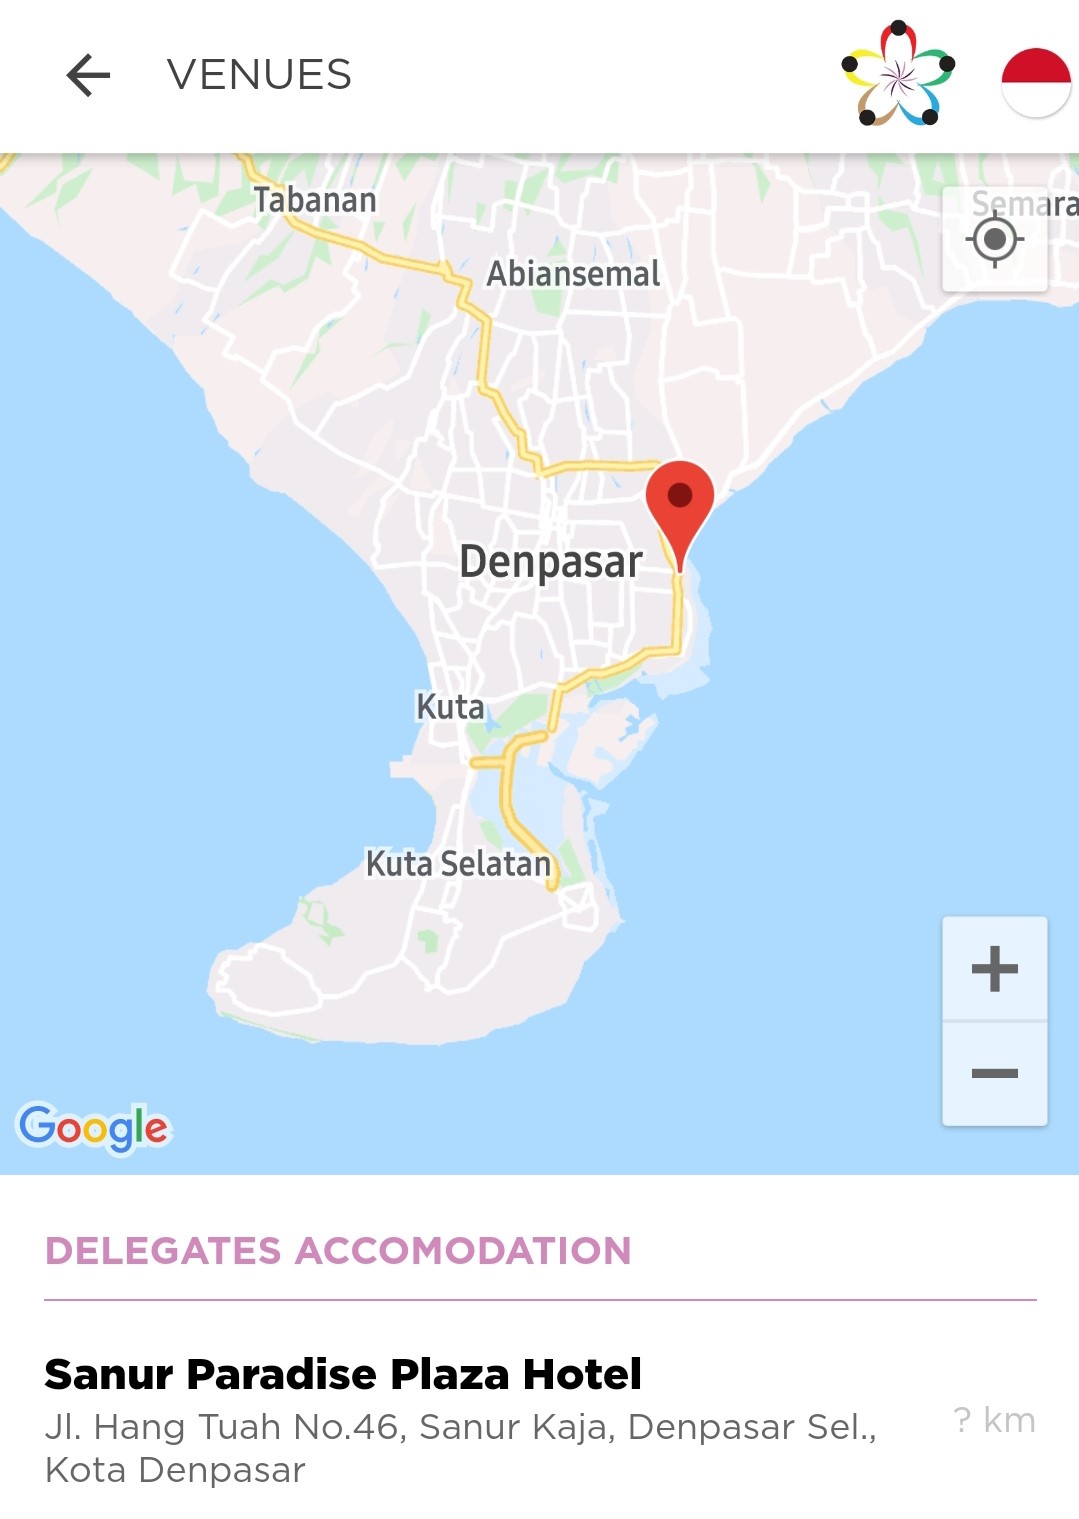 VENUES
Tabanan
Semara
Abiansemal
Denpasar
Kuta
Kuta Selatan
Google
DELEGATES ACCOMODATION
Sanur Paradise Plaza Hotel
Jl. Hang Tuah No.46, Sanur Kaja, Denpasar Sel.,
Kota Denpasar
? km